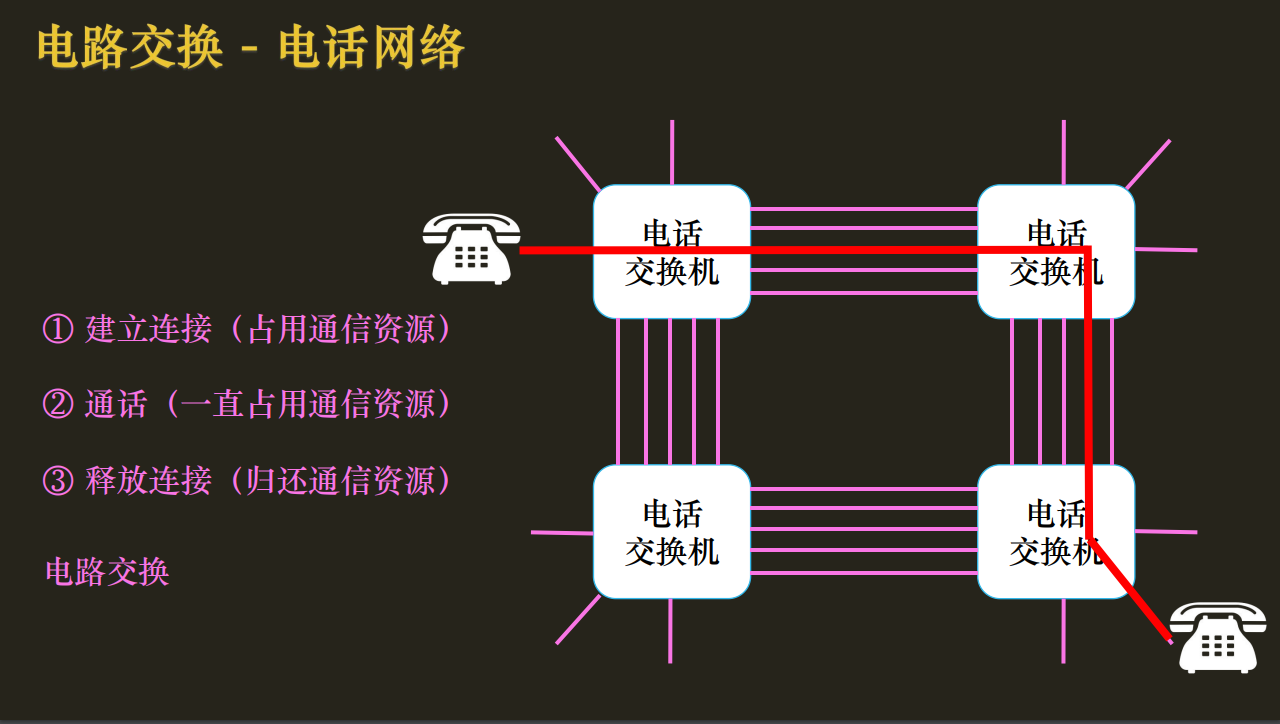 电路交换 - 电话网络
电话
交换机
电话
交换机
① 建立连接（占用通信资源）
② 通话（一直占用通信资源）
③ 释放连接（归还通信资源）
电路交换
电话
交换机
电话
交换机